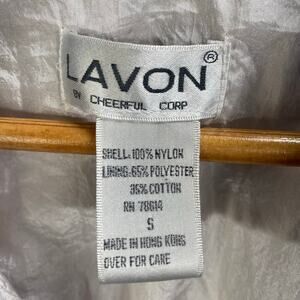 LAVON®
BY CHEERFUL CORP
SHELL: 100% NYLON
LINING: 65% POLYESTER
35% COTTON
RN 78614
S
MADE IN HONG KONG
OVER FOR CARE